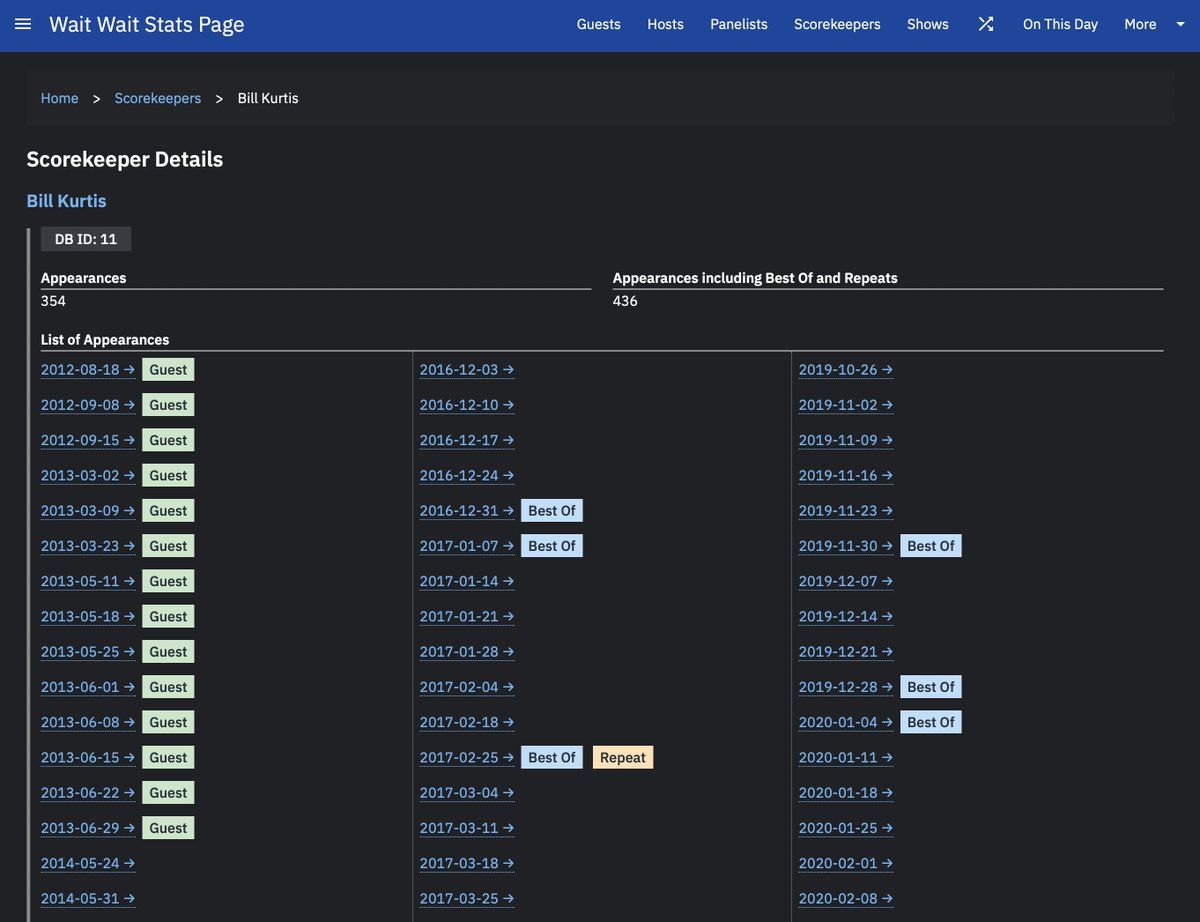 Wait Wait Stats Page
Guests Hosts Panelists Scorekeepers Shows On This Day More
Home > Scorekeepers > Bill Kurtis
Scorekeeper Details
Bill Kurtis
DB ID: 11
Appearances
354
Appearances including Best Of and Repeats
436
List of Appearances
2012-08-18 → Guest
2012-09-08 → Guest
2012-09-15 → Guest
2013-03-02 → Guest
2013-03-09 → Guest
2013-03-23 → Guest
2013-05-11 → Guest
2013-05-18 → Guest
2013-05-25 → Guest
2013-06-01 → Guest
2013-06-08 → Guest
2013-06-15 → Guest
2013-06-22 → Guest
2013-06-29 → Guest
2014-05-24 →
2014-05-31 →
2016-12-03 →
2016-12-10 →
2016-12-17 →
2016-12-24 →
2016-12-31 → Best Of
2017-01-07 → Best Of
2017-01-14 →
2017-01-21 →
2017-01-28 →
2017-02-04 →
2017-02-18 →
2017-02-25 → Best Of Repeat
2017-03-04 →
2017-03-11 →
2017-03-18 →
2017-03-25 →
2019-10-26 →
2019-11-02 →
2019-11-09 →
2019-11-16 →
2019-11-23 →
2019-11-30 → Best Of
2019-12-07 →
2019-12-14 →
2019-12-21 →
2019-12-28 → Best Of
2020-01-04 → Best Of
2020-01-11 →
2020-01-18 →
2020-01-25 →
2020-02-01 →
2020-02-08 →